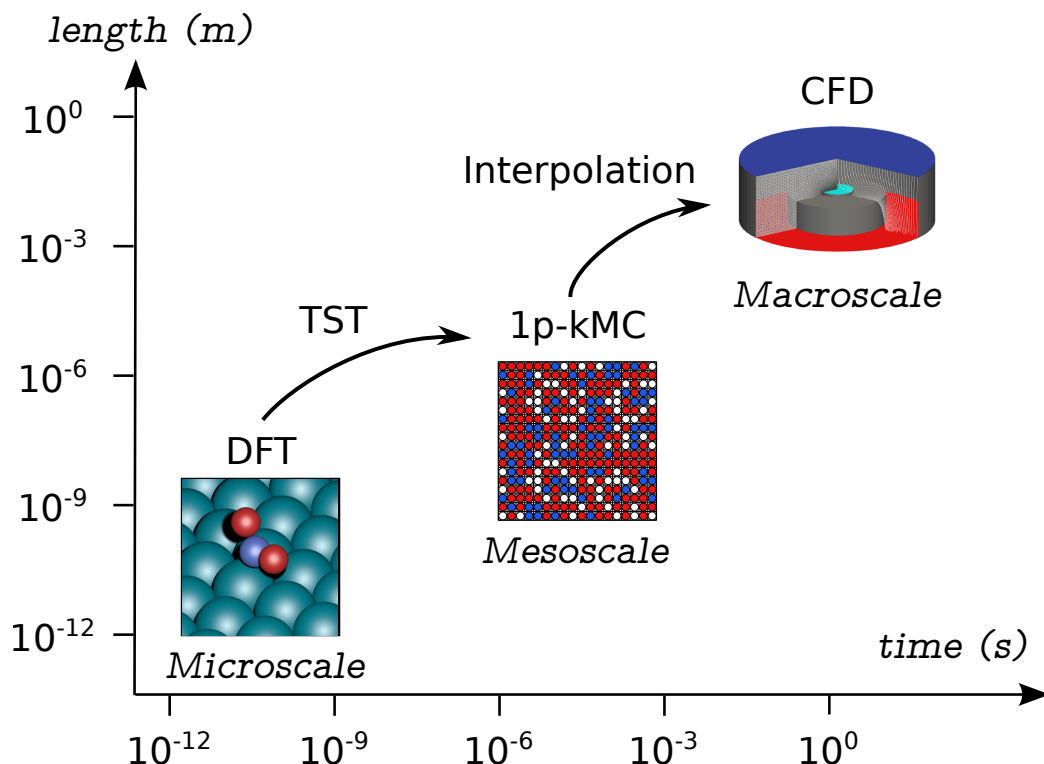 length (m)
10^0
CFD
Interpolation
10^-3
Macroscale
TST
1p-kMC
10^-6
DFT
10^-9
Mesoscale
10^-12
time (s)
Microscale
10^-12 10^-9 10^-6 10^-3 10^0